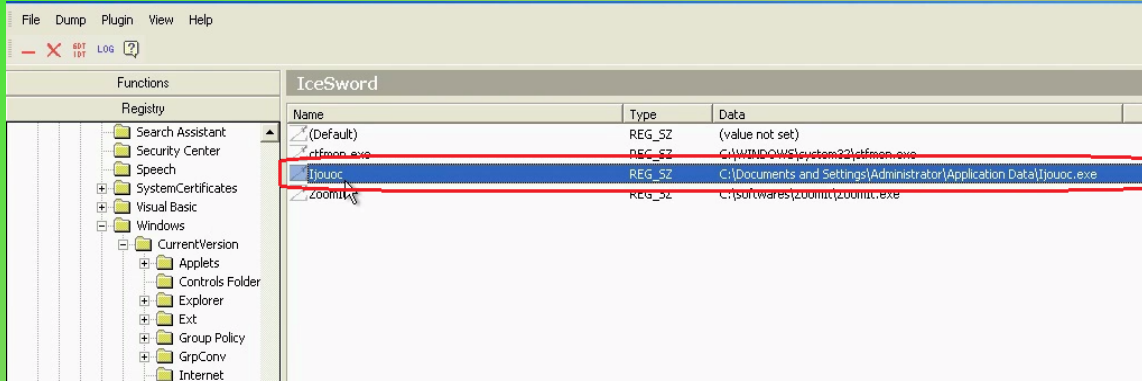 File Dump Plugin View Help
GDT IDT LOG ?
Functions
IceSword
Registry
Name Type Data
Search Assistant
(Default) REG_SZ (value not set)
Security Center
ctfmon.exe REG_SZ C:\WINDOWS\system32\ctfmon.exe
Speech
Ijouoc REG_SZ C:\Documents and Settings\Administrator\Application Data\Ijouoc.exe
SystemCertificates
REG_SZ C:\softwares\ZoomIt\ZoomIt.exe
Visual Basic
Windows
CurrentVersion
Applets
Controls Folder
Explorer
Ext
Group Policy
GrpConv
Internet